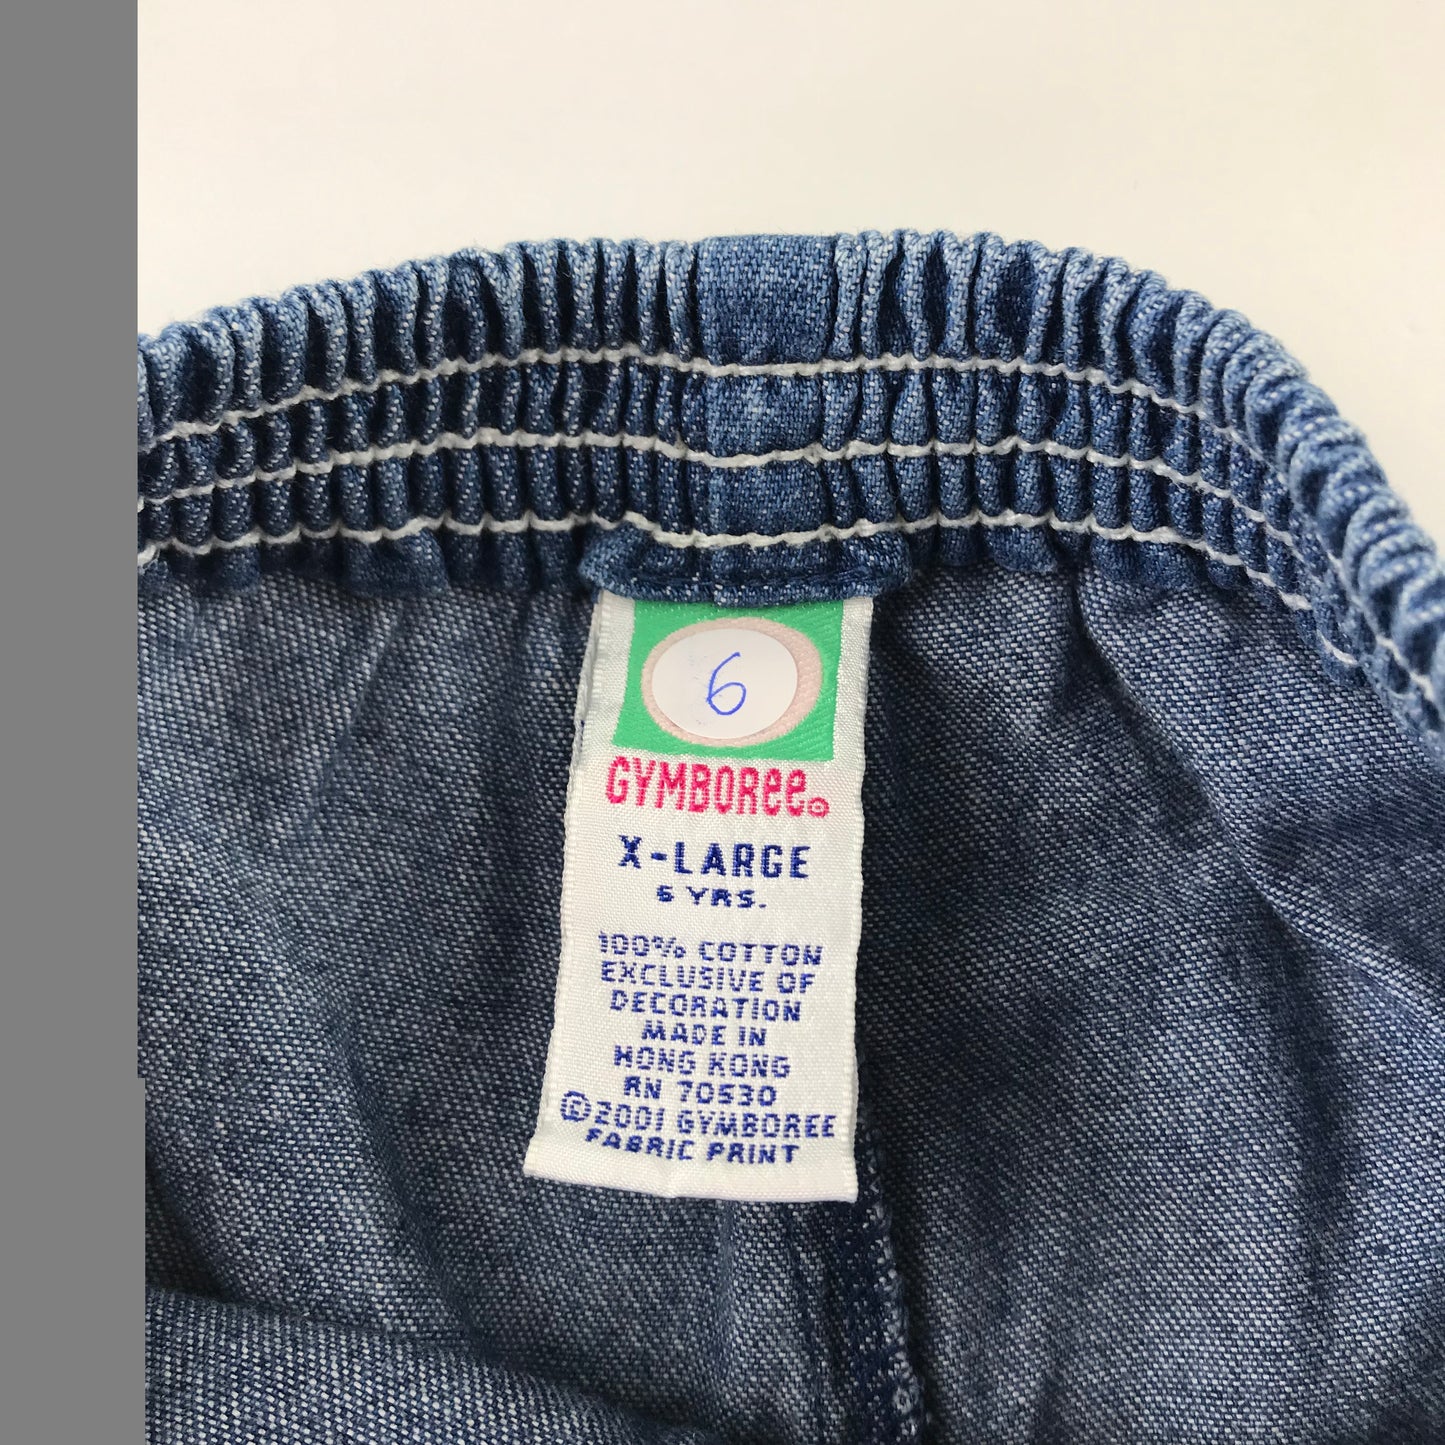 6
GYMBOREE®
X-LARGE
6 YRS.
100% COTTON
EXCLUSIVE OF
DECORATION
MADE IN
HONG KONG
RN 70530
©2001 GYMBOREE
FABRIC PRINT